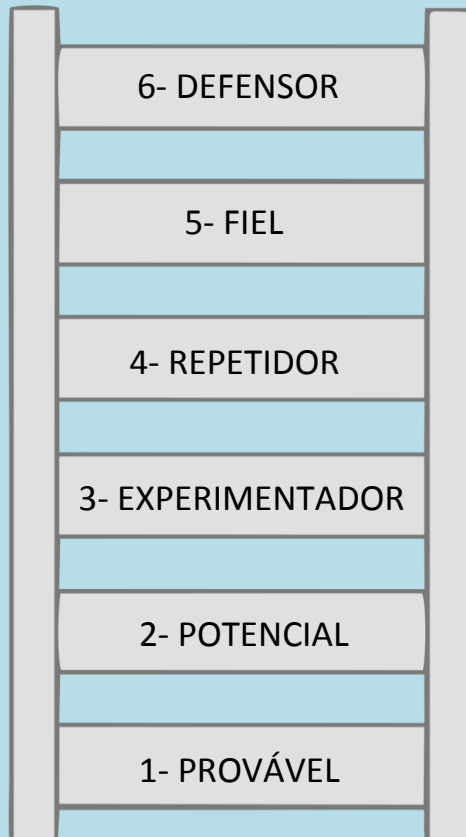 6- DEFENSOR
5- FIEL
4- REPETIDOR
3- EXPERIMENTADOR
2- POTENCIAL
1- PROVÁVEL